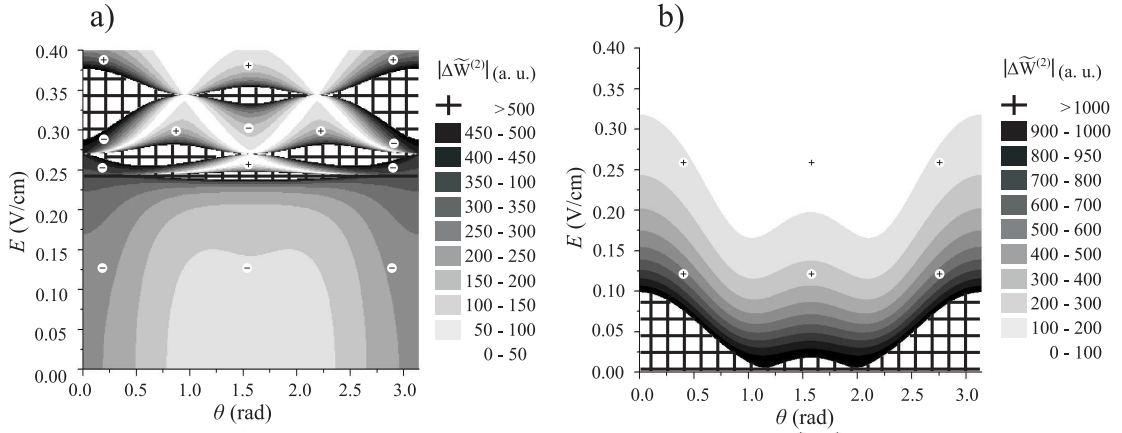 a)
0.40
0.35
0.30
0.25
0.20
0.15
0.10
0.05
0.00
E (V/cm)
0.0 0.5 1.0 1.5 2.0 2.5 3.0
θ (rad)
|ΔW̃⁽²⁾| (a. u.)
>500
450 - 500
400 - 450
350 - 100
300 - 350
250 - 300
200 - 250
150 - 200
100 - 150
50 - 100
0 - 50
b)
0.40
0.35
0.30
0.25
0.20
0.15
0.10
0.05
0.00
E (V/cm)
0.0 0.5 1.0 1.5 2.0 2.5 3.0
θ (rad)
|ΔW̃⁽²⁾| (a. u.)
>1000
900 - 1000
800 - 950
700 - 800
600 - 700
500 - 600
400 - 500
300 - 400
200 - 300
100 - 200
0 - 100